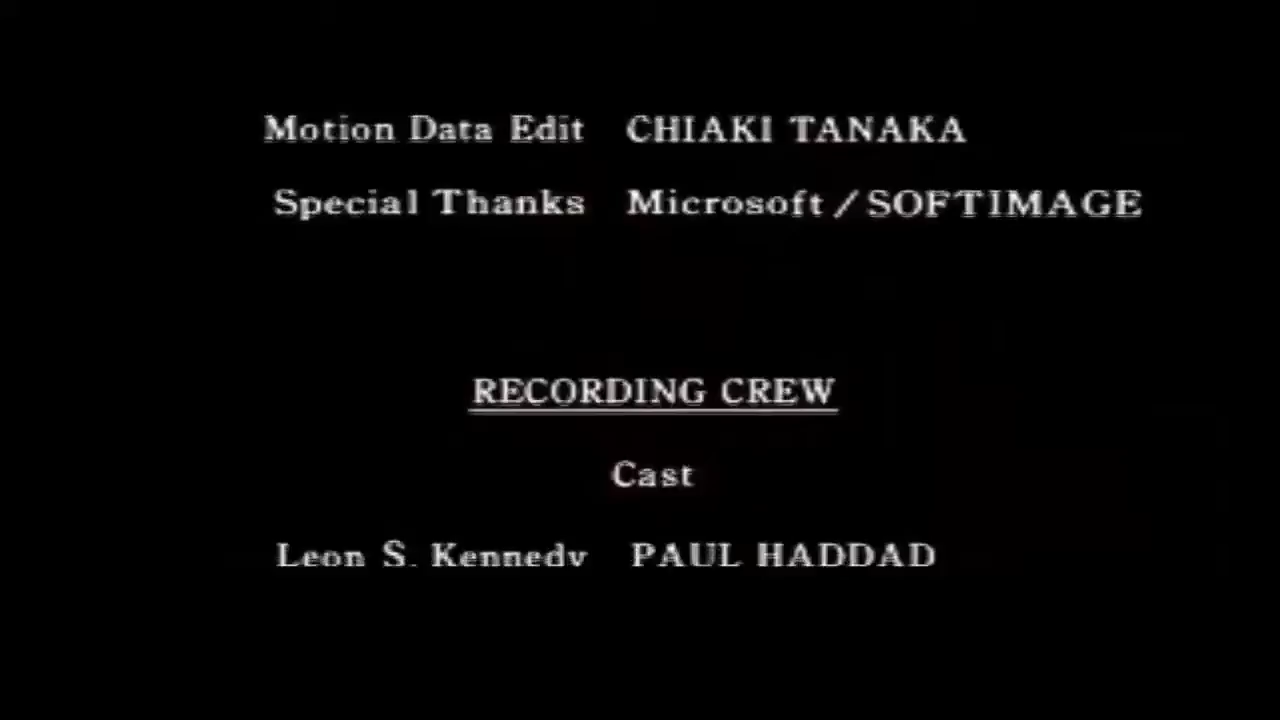 Motion Data Edit CHIAKI TANAKA
Special Thanks Microsoft/SOFTIMAGE
RECORDING CREW
Cast
Leon S. Kennedy PAUL HADDAD